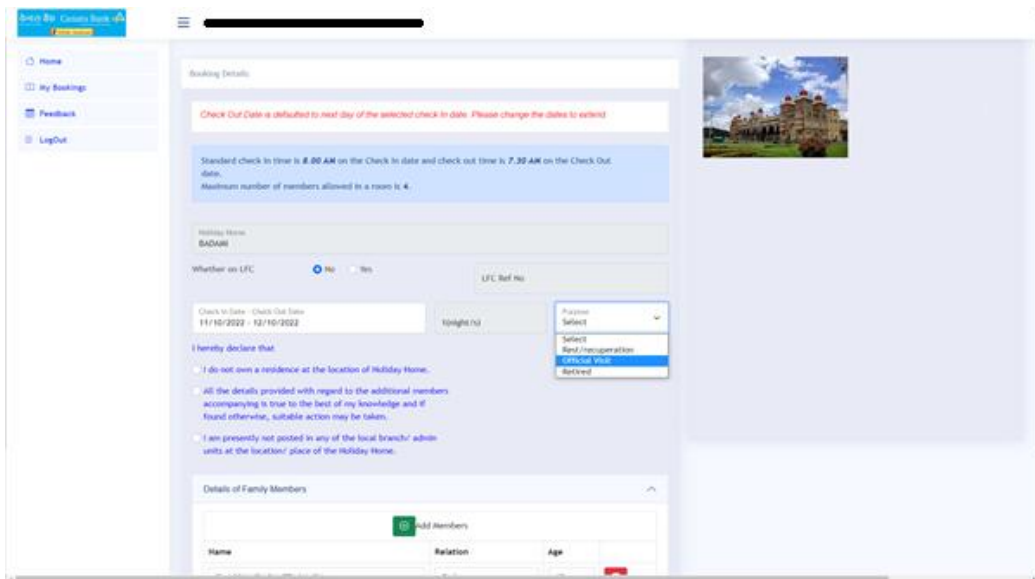 ಕೆನರಾ ಬ್ಯಾಂಕ್ Canara Bank
Home
My Bookings
Feedback
LogOut
Booking Details
Check Out Date is defaulted to next day of the selected check in date. Please change the dates to extend
Standard check in time is 8.00 AM on the Check In date and check out time is 7.30 AM on the Check Out
date.
Maximum number of members allowed in a room is 4.
Holiday Home
BADAMI
Whether on LFC No Yes
LFC Ref No
Check In Date - Check Out Date
11/10/2022 - 12/10/2022
Purpose
Select
Select
Rest/recuperation
Official Visit
Retired
I hereby declare that
I do not own a residence at the location of Holiday Home.
All the details provided with regard to the additional members
accompanying is true to the best of my knowledge and if
found otherwise, suitable action may be taken.
I am presently not posted in any of the local branch/ admin
units at the location/ place of the Holiday Home.
Details of Family Members
Add Members
Name Relation Age